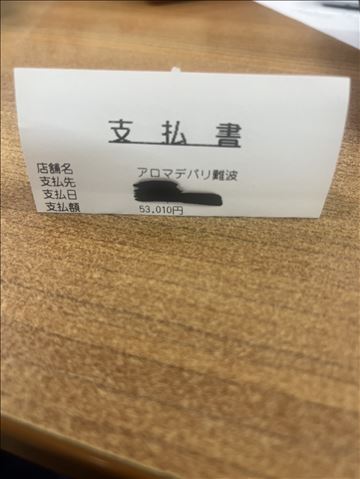 支払書
店舗名 アロマデパリ難波
支払先
支払日
支払額 53,010円